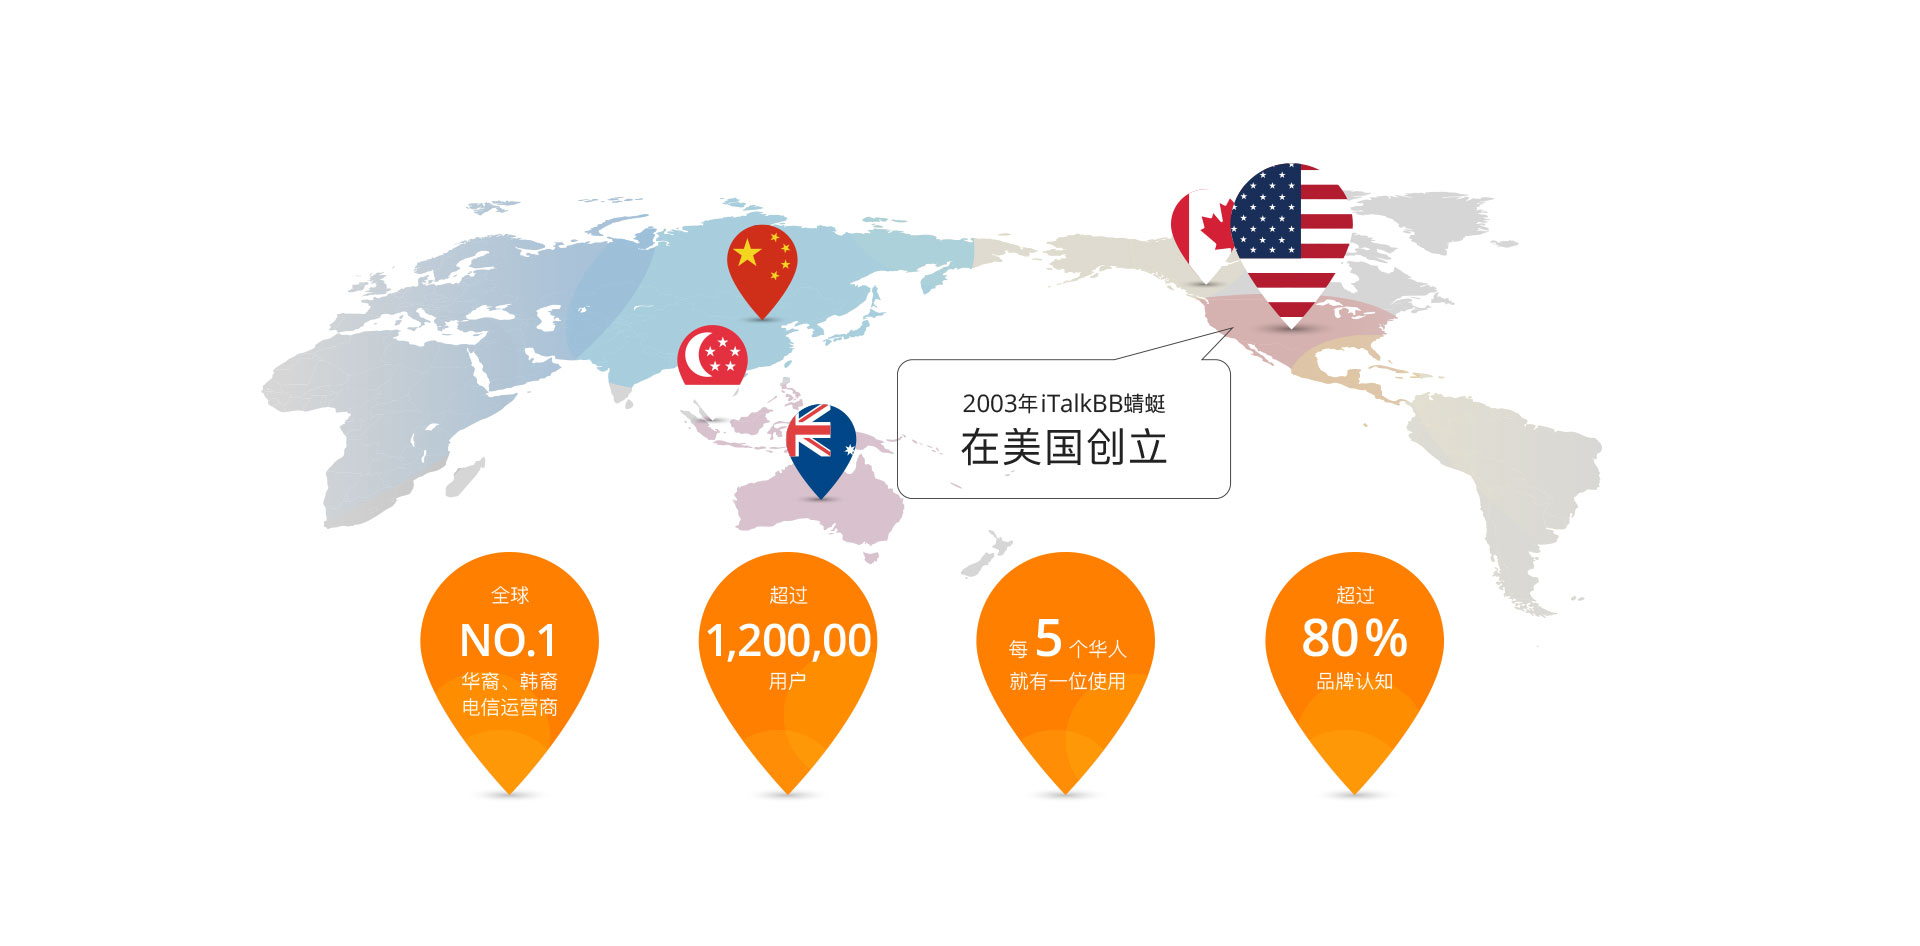 2003年iTalkBB蜻蜓
在美国创立
全球
NO.1
华裔、韩裔
电信运营商
超过
1,200,00
用户
每 5 个华人
就有一位使用
超过
80%
品牌认知